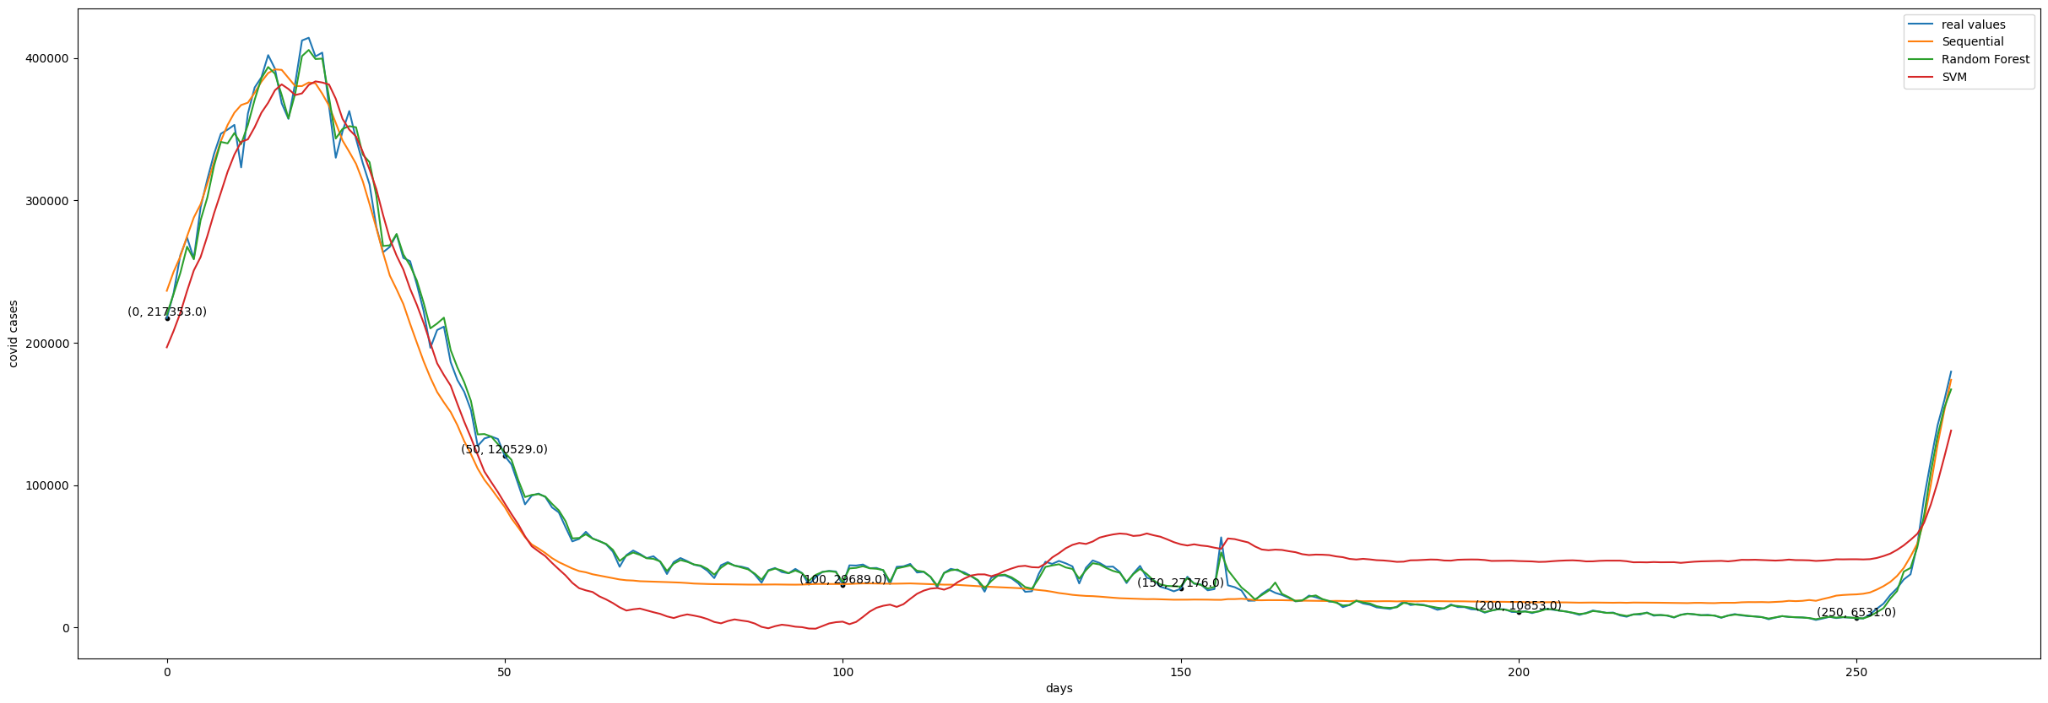 real values
Sequential
Random Forest
SVM
400000
300000
200000
100000
0
covid cases
(0, 217353.0)
(50, 120529.0)
(100, 29689.0)
(150, 27176.0)
(200, 10853.0)
(250, 6531.0)
0 50 100 150 200 250
days